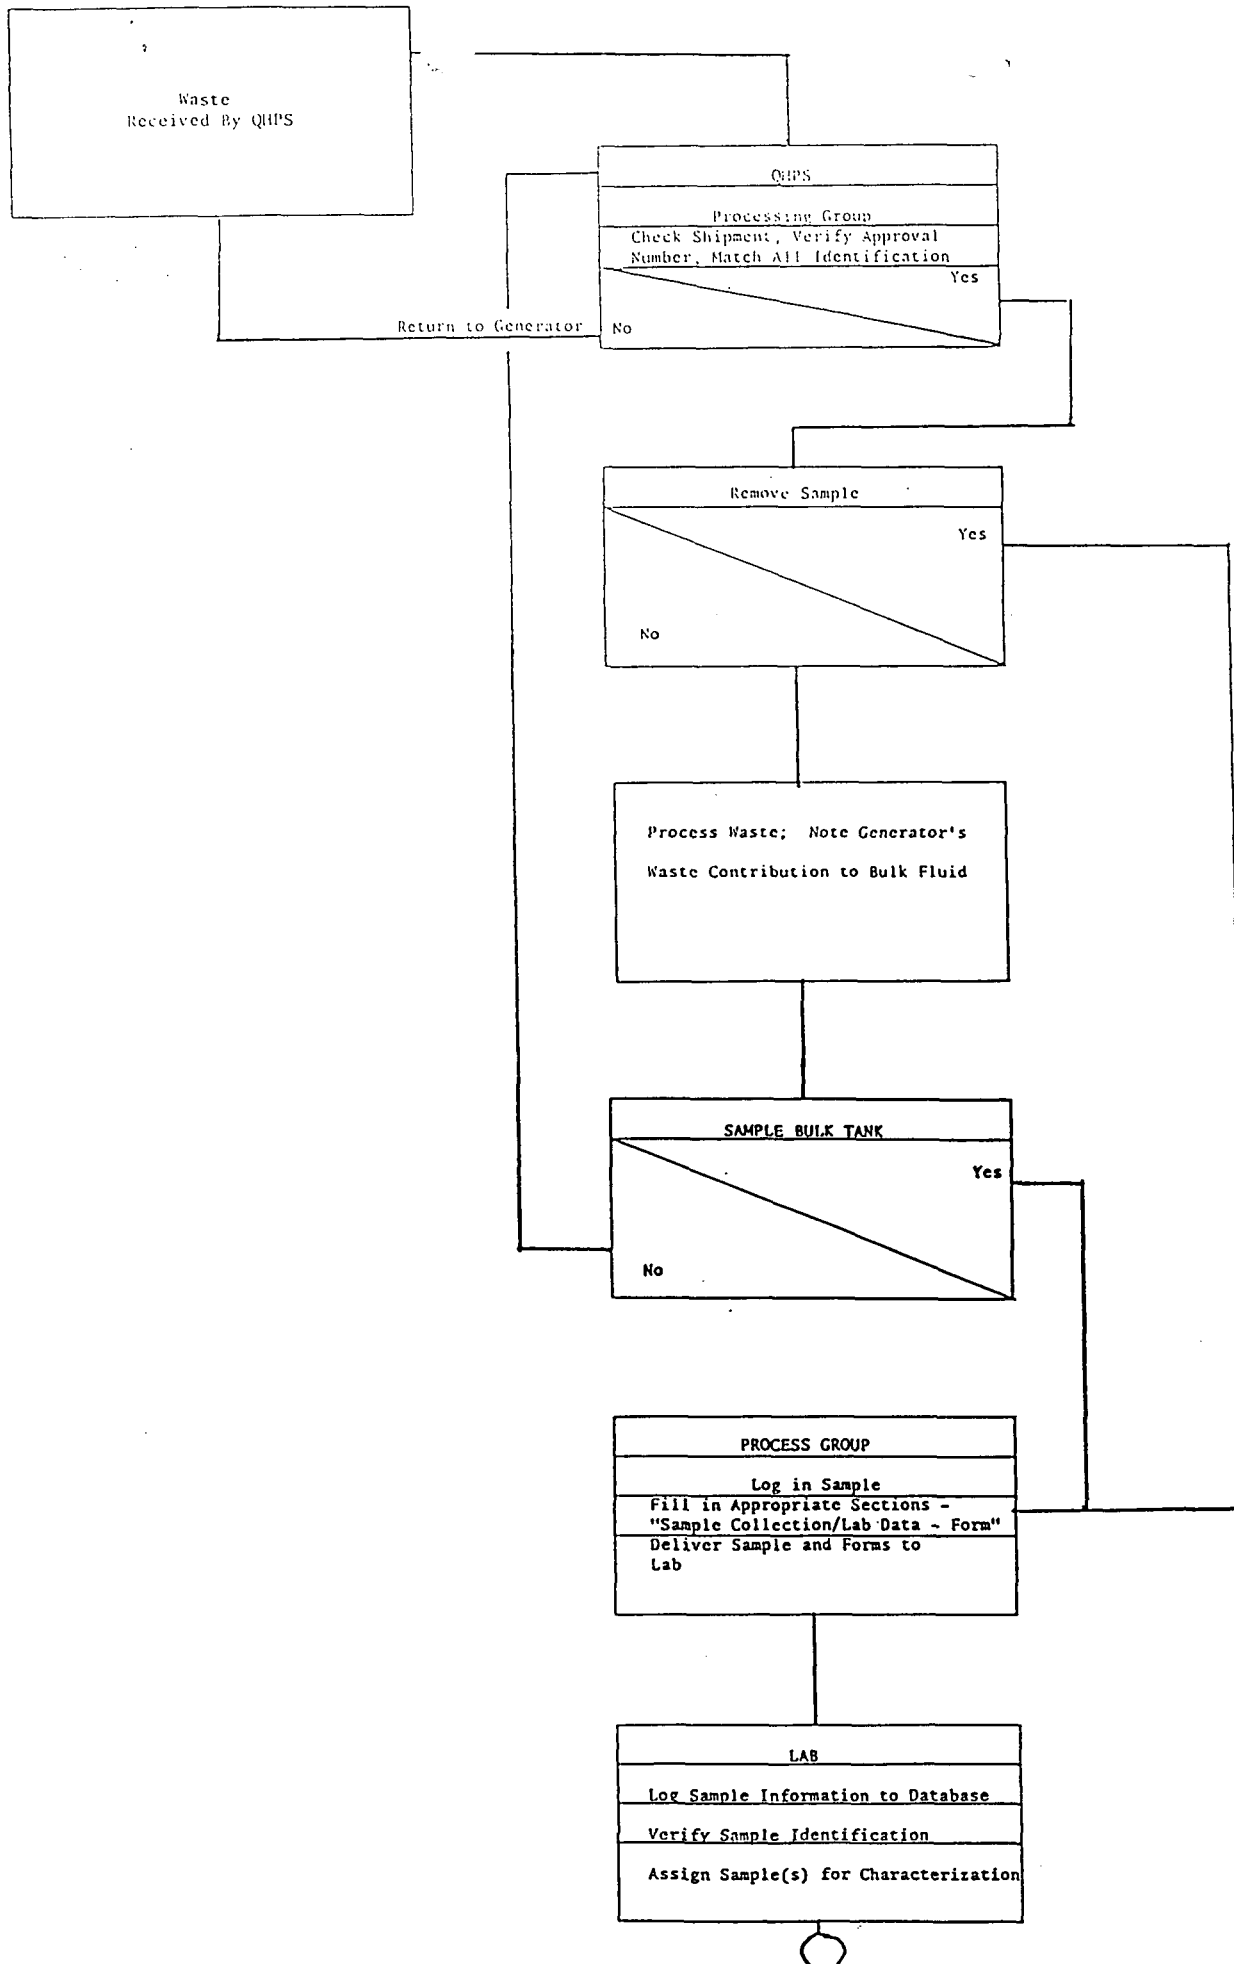 Waste
Received By QHPS
QHPS
Processing Group
Check Shipment, Verify Approval
Number, Match All Identification
Yes
Return to Generator
No
Remove Sample
Yes
No
Process Waste; Note Generator's
Waste Contribution to Bulk Fluid
SAMPLE BULK TANK
Yes
No
PROCESS GROUP
Log in Sample
Fill in Appropriate Sections -
"Sample Collection/Lab Data - Form"
Deliver Sample and Forms to
Lab
LAB
Log Sample Information to Database
Verify Sample Identification
Assign Sample(s) for Characterization